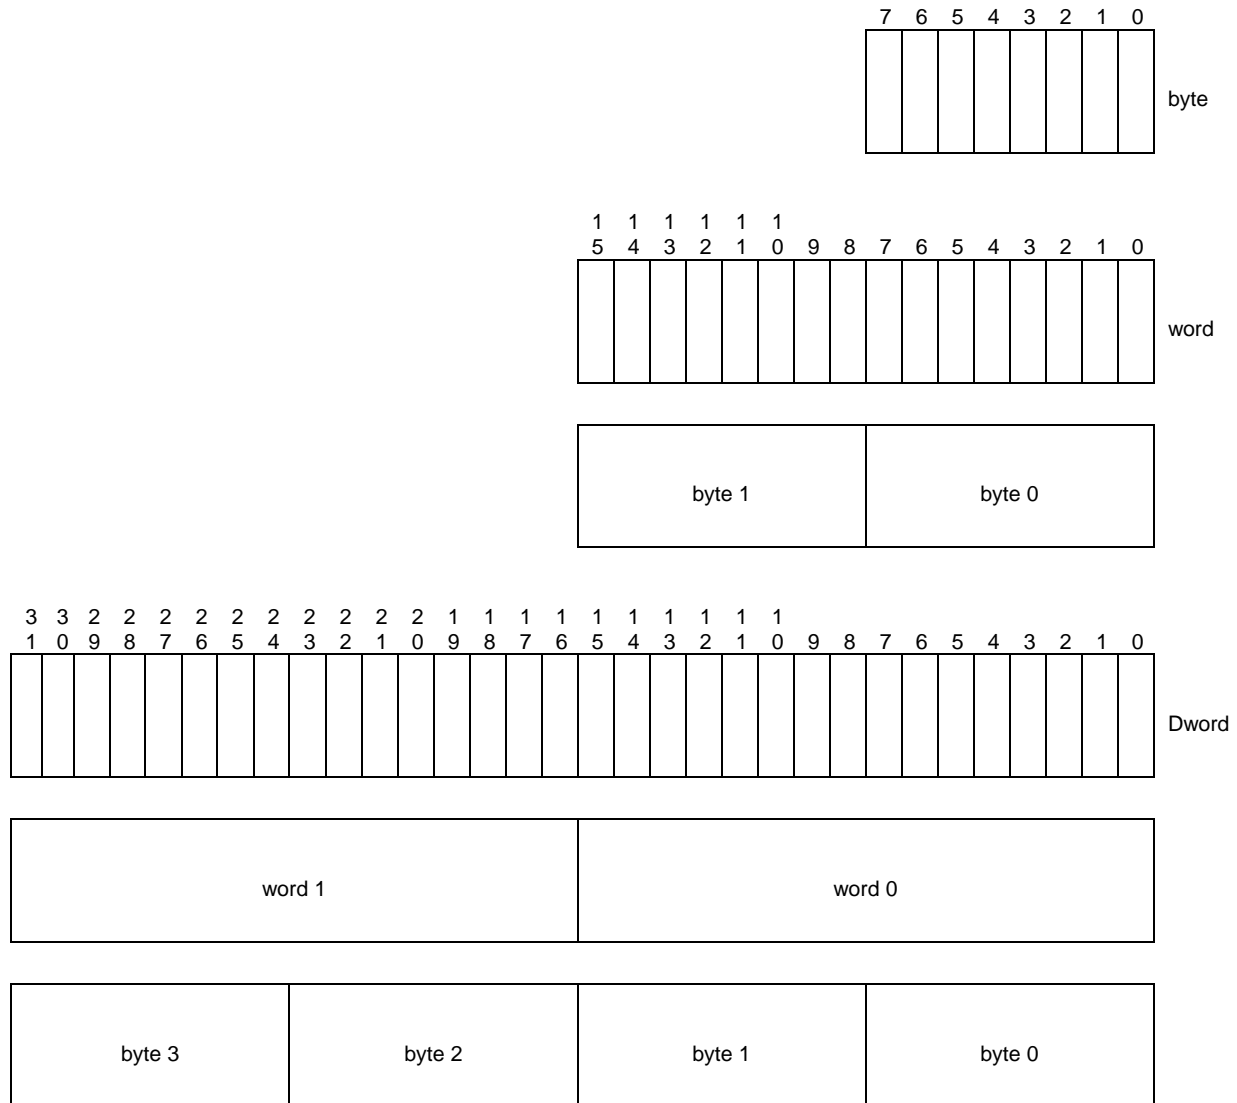 7 6 5 4 3 2 1 0
byte
1 1 1 1 1 1
5 4 3 2 1 0 9 8 7 6 5 4 3 2 1 0
word
byte 1 byte 0
3 3 2 2 2 2 2 2 2 2 2 2 1 1 1 1 1 1 1 1 1 1
1 0 9 8 7 6 5 4 3 2 1 0 9 8 7 6 5 4 3 2 1 0 9 8 7 6 5 4 3 2 1 0
Dword
word 1 word 0
byte 3 byte 2 byte 1 byte 0